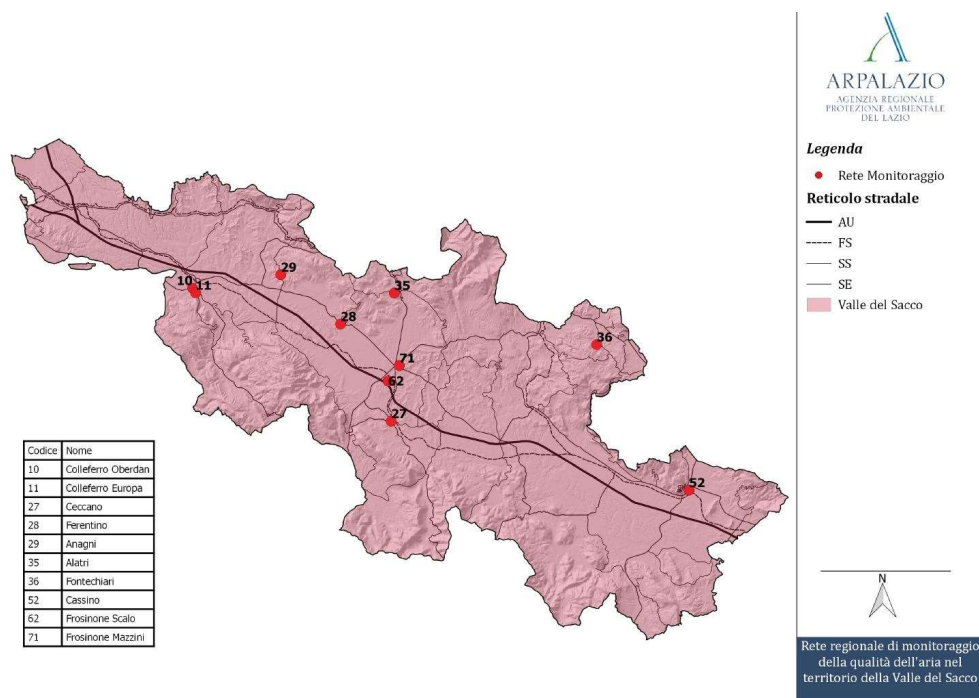 ARPALAZIO
AGENZIA REGIONALE
PROTEZIONE AMBIENTALE
DEL LAZIO
Legenda
Rete Monitoraggio
Reticolo stradale
AU
FS
SS
SE
Valle del Sacco
29
10
11
35
28
36
71
62
27
52
Codice Nome
10 Colleferro Oberdan
11 Colleferro Europa
27 Ceccano
28 Ferentino
29 Anagni
35 Alatri
36 Fontechiari
52 Cassino
62 Frosinone Scalo
71 Frosinone Mazzini
N
Rete regionale di monitoraggio
della qualità dell'aria nel
territorio della Valle del Sacco